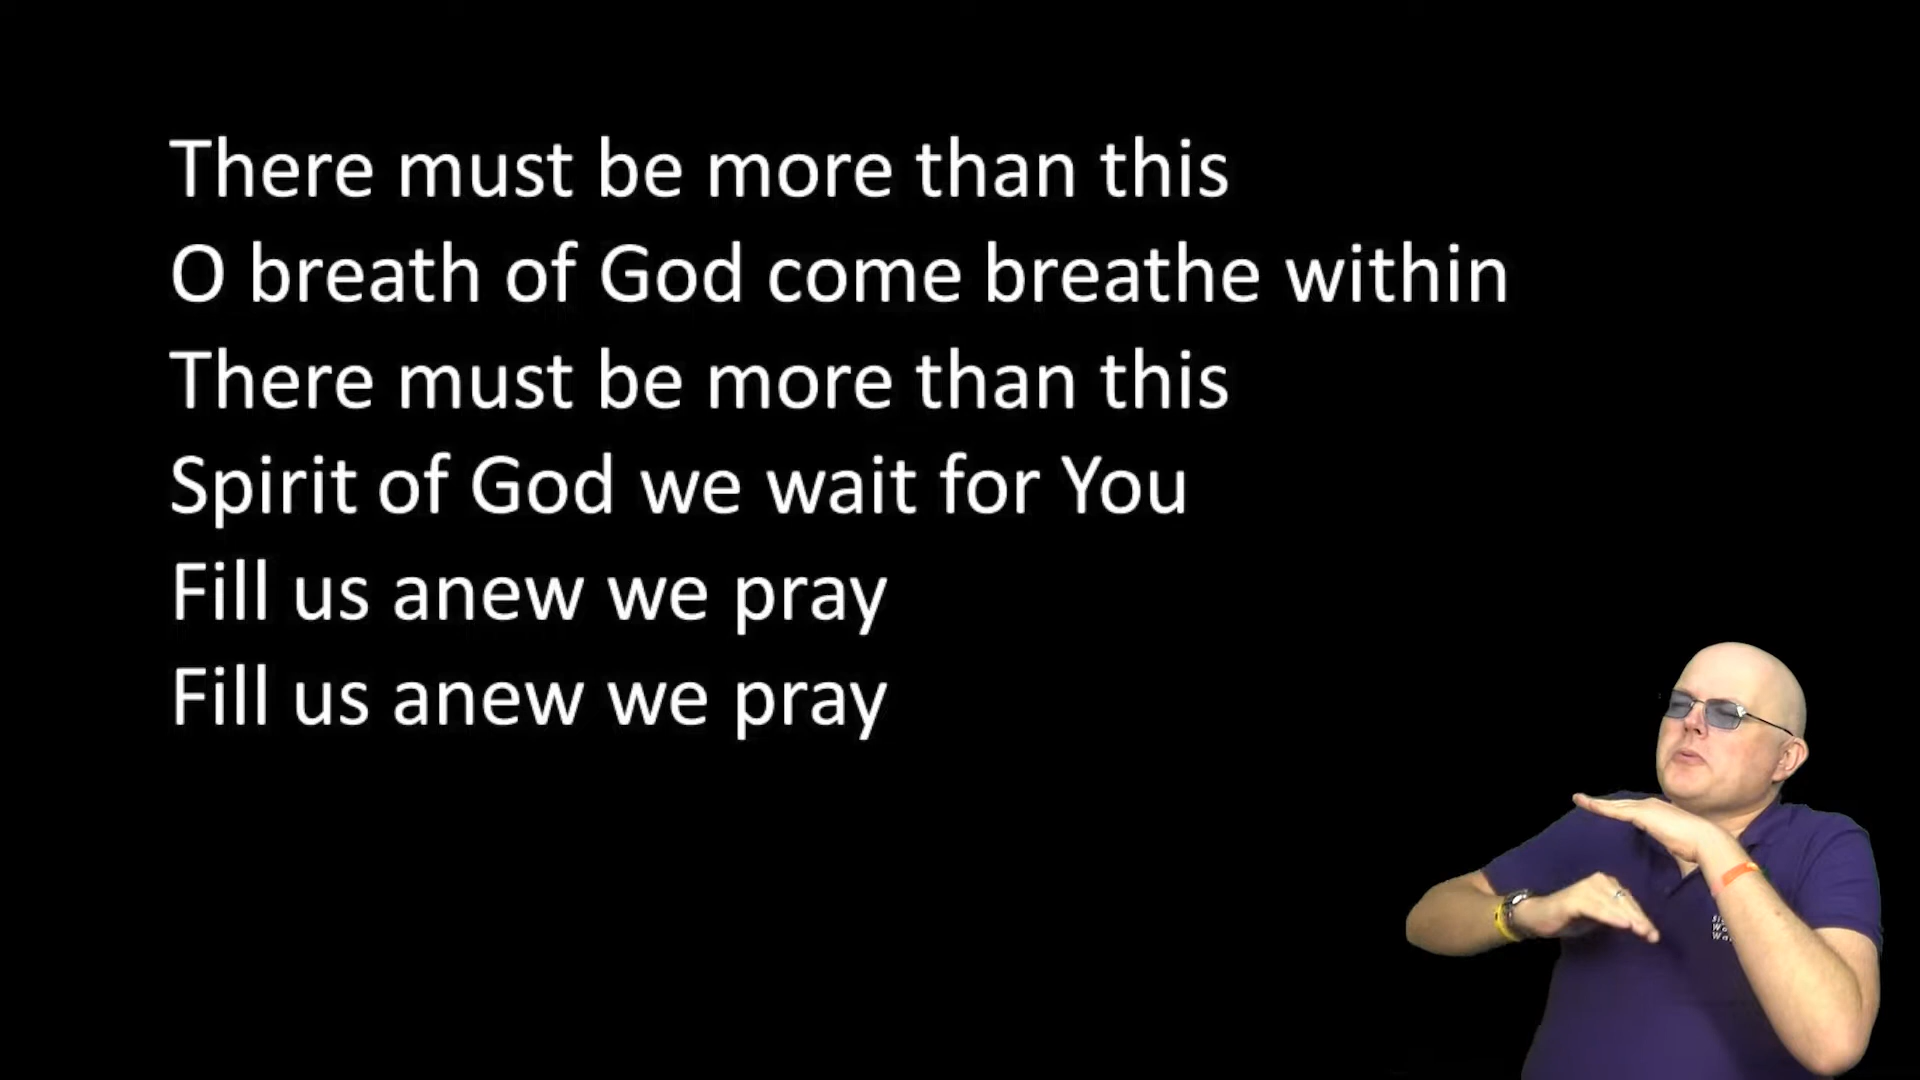 There must be more than this
O breath of God come breathe within
There must be more than this
Spirit of God we wait for You
Fill us anew we pray
Fill us anew we pray